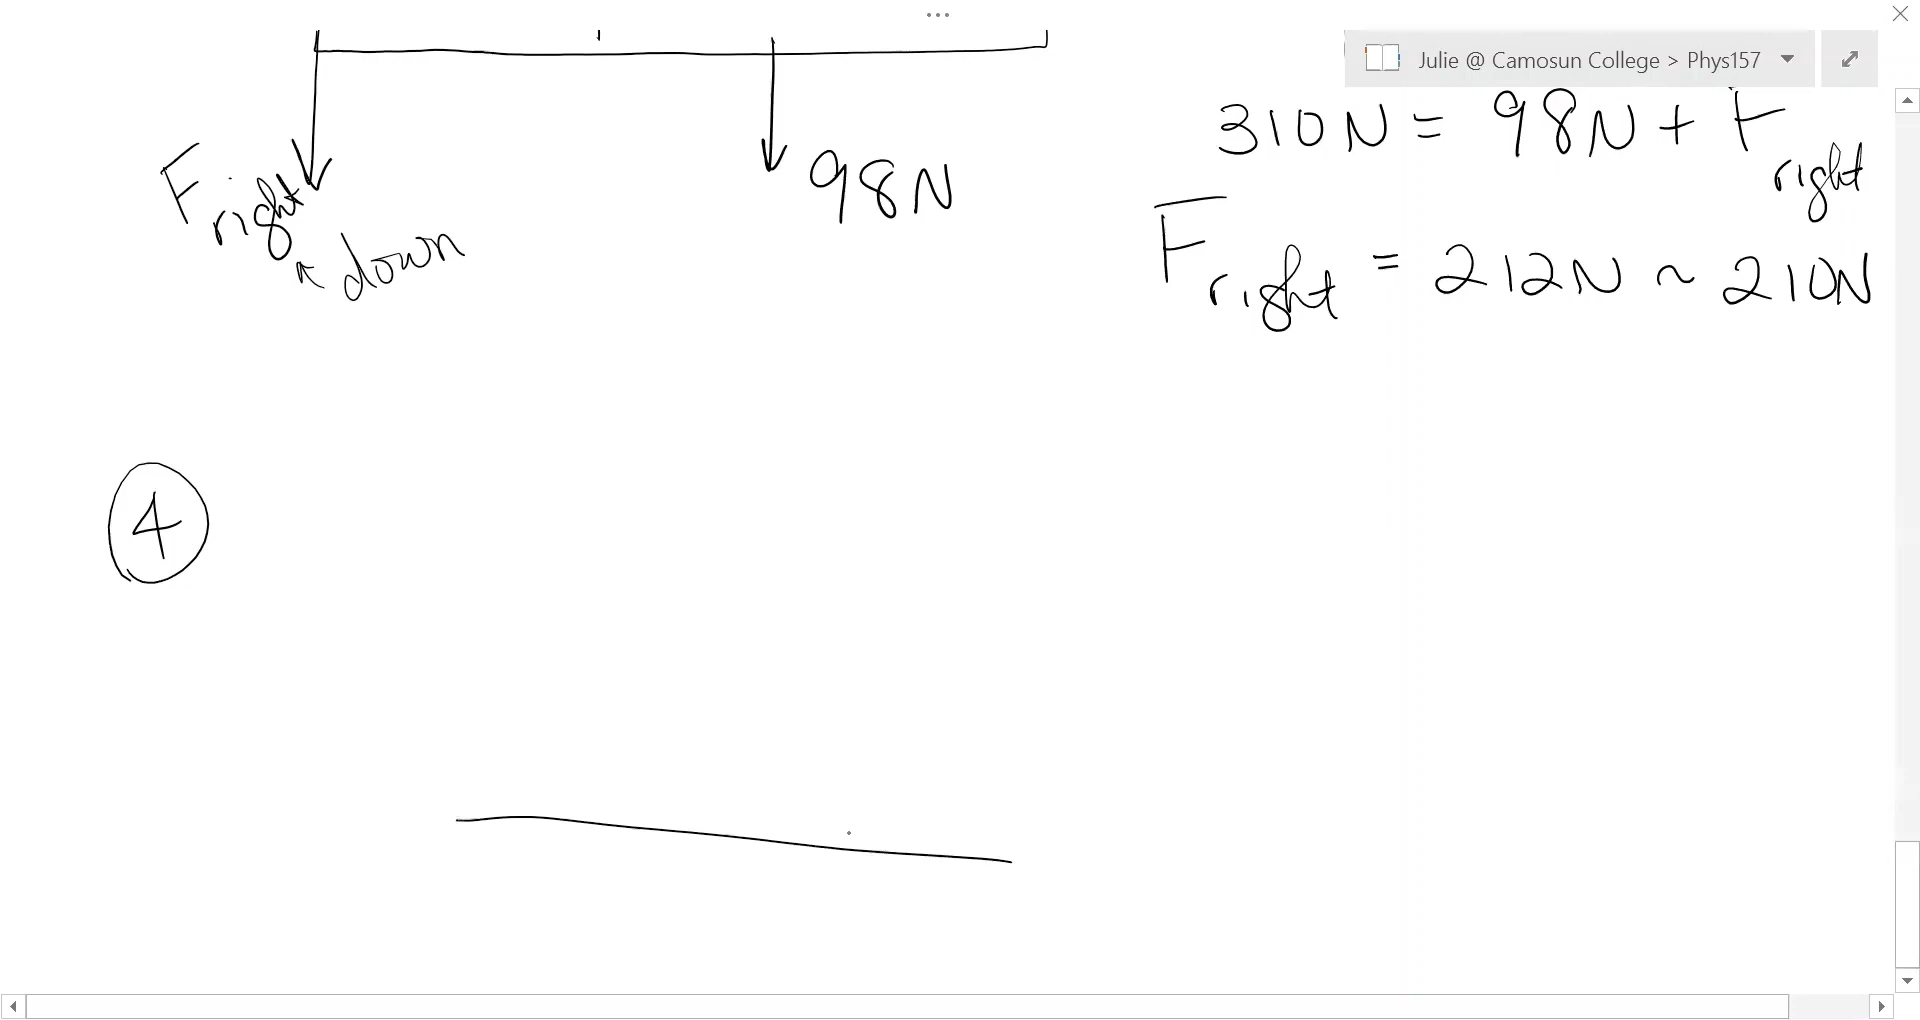 Julie @ Camosun College > Phys157
310N = 98N + F right
F right down
98N
F right = 212N ~ 210N
4